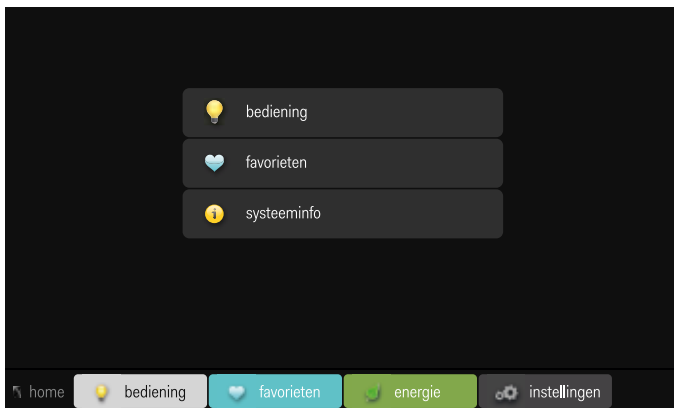 bediening
favorieten
systeeminfo
home bediening favorieten energie instellingen